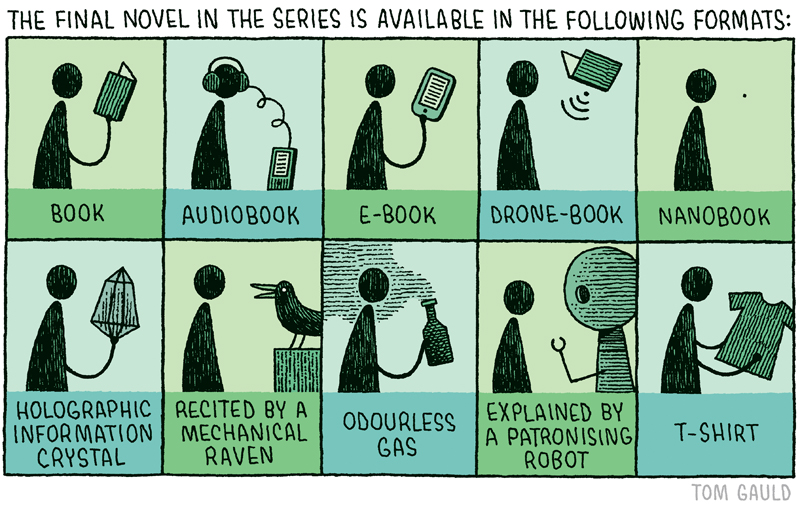 THE FINAL NOVEL IN THE SERIES IS AVAILABLE IN THE FOLLOWING FORMATS:
BOOK
AUDIOBOOK
E-BOOK
DRONE-BOOK
NANOBOOK
HOLOGRAPHIC
INFORMATION
CRYSTAL
RECITED BY A
MECHANICAL
RAVEN
ODOURLESS
GAS
EXPLAINED BY
A PATRONISING
ROBOT
T-SHIRT
TOM GAULD